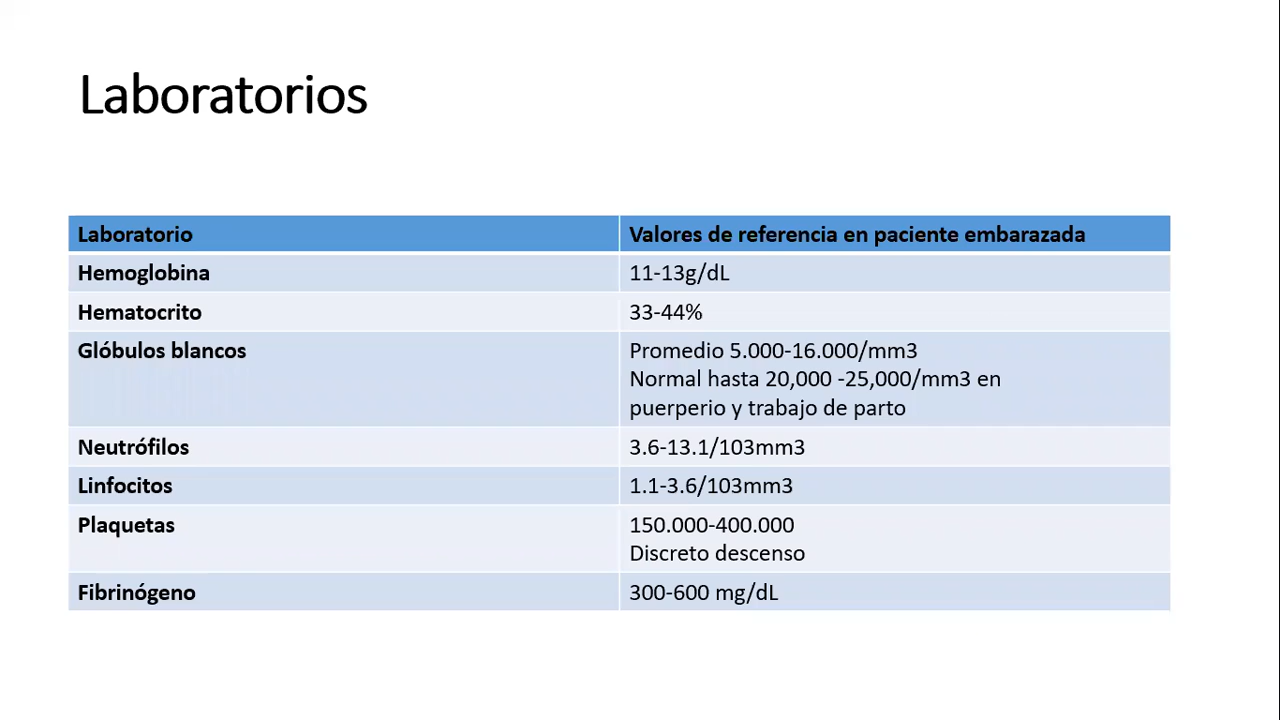 Laboratorios
Laboratorio
Valores de referencia en paciente embarazada
Hemoglobina
11-13g/dL
Hematocrito
33-44%
Glóbulos blancos
Promedio 5.000-16.000/mm3
Normal hasta 20,000 -25,000/mm3 en
puerperio y trabajo de parto
Neutrófilos
3.6-13.1/103mm3
Linfocitos
1.1-3.6/103mm3
Plaquetas
150.000-400.000
Discreto descenso
Fibrinógeno
300-600 mg/dL